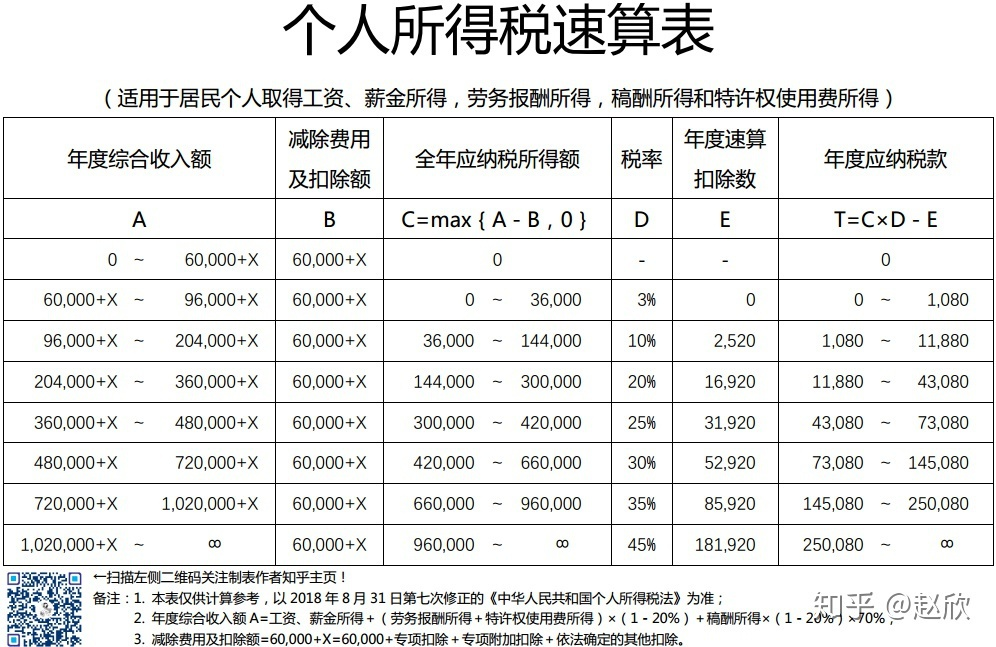 个人所得税速算表
（适用于居民个人取得工资、薪金所得，劳务报酬所得，稿酬所得和特许权使用费所得）
年度综合收入额 减除费用及扣除额 全年应纳税所得额 税率 年度速算扣除数 年度应纳税款
A B C=max { A - B , 0 } D E T=C×D - E
0 ~ 60,000+X 60,000+X 0 - - 0
60,000+X ~ 96,000+X 60,000+X 0 ~ 36,000 3% 0 0 ~ 1,080
96,000+X ~ 204,000+X 60,000+X 36,000 ~ 144,000 10% 2,520 1,080 ~ 11,880
204,000+X ~ 360,000+X 60,000+X 144,000 ~ 300,000 20% 16,920 11,880 ~ 43,080
360,000+X ~ 480,000+X 60,000+X 300,000 ~ 420,000 25% 31,920 43,080 ~ 73,080
480,000+X 720,000+X 60,000+X 420,000 ~ 660,000 30% 52,920 73,080 ~ 145,080
720,000+X 1,020,000+X 60,000+X 660,000 ~ 960,000 35% 85,920 145,080 ~ 250,080
1,020,000+X ~ ∞ 60,000+X 960,000 ~ ∞ 45% 181,920 250,080 ~ ∞
←扫描左侧二维码关注制表作者知乎主页！
备注：1. 本表仅供计算参考，以 2018 年 8 月 31 日第七次修正的《中华人民共和国个人所得税法》为准；
2. 年度综合收入额 A=工资、薪金所得＋（劳务报酬所得＋特许权使用费所得）×（1 - 20%）＋稿酬所得×（1 - 20%）×70%；
3. 减除费用及扣除额=60,000+X=60,000＋专项扣除＋专项附加扣除＋依法确定的其他扣除。
知乎 @赵欣